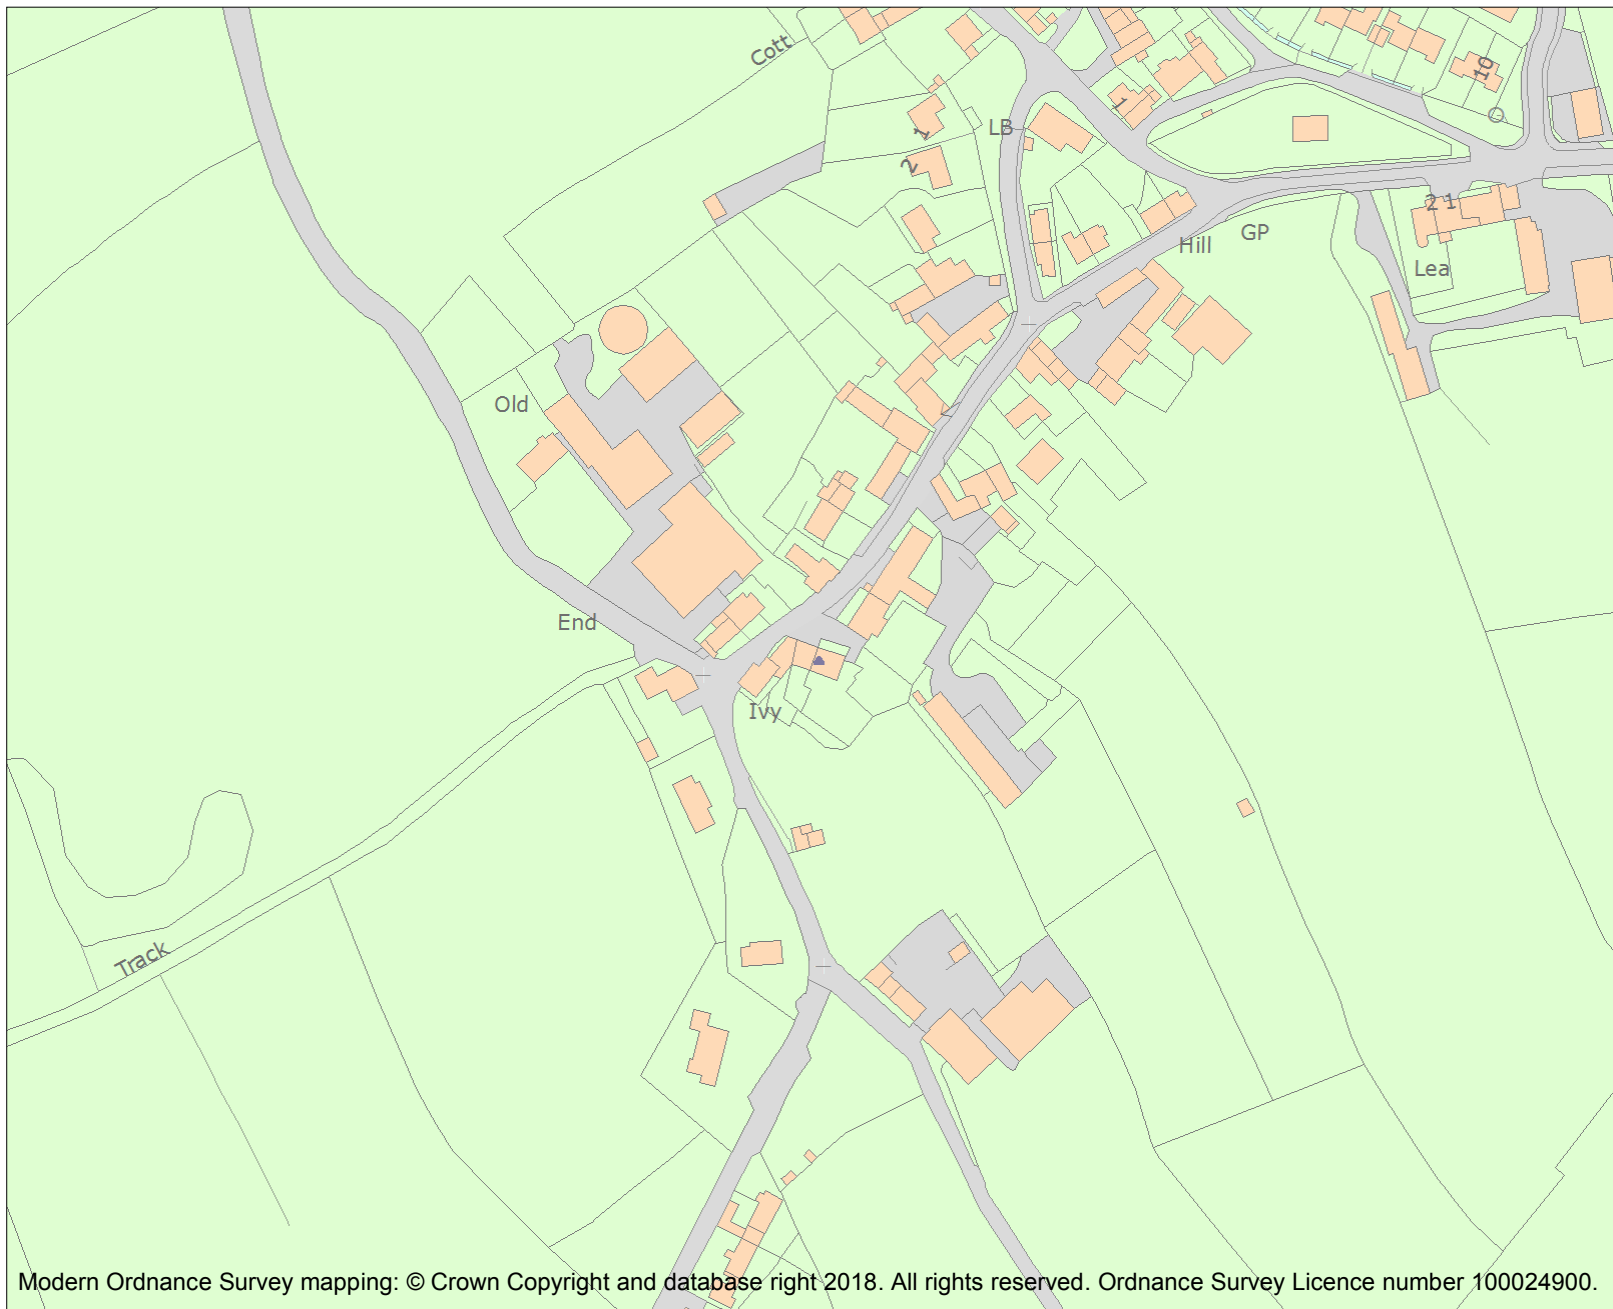 Cott
10
1
LB
1
2
2 1
GP
Hill
Lea
Old
End
Ivy
Track
Modern Ordnance Survey mapping: © Crown Copyright and database right 2018. All rights reserved. Ordnance Survey Licence number 100024900.